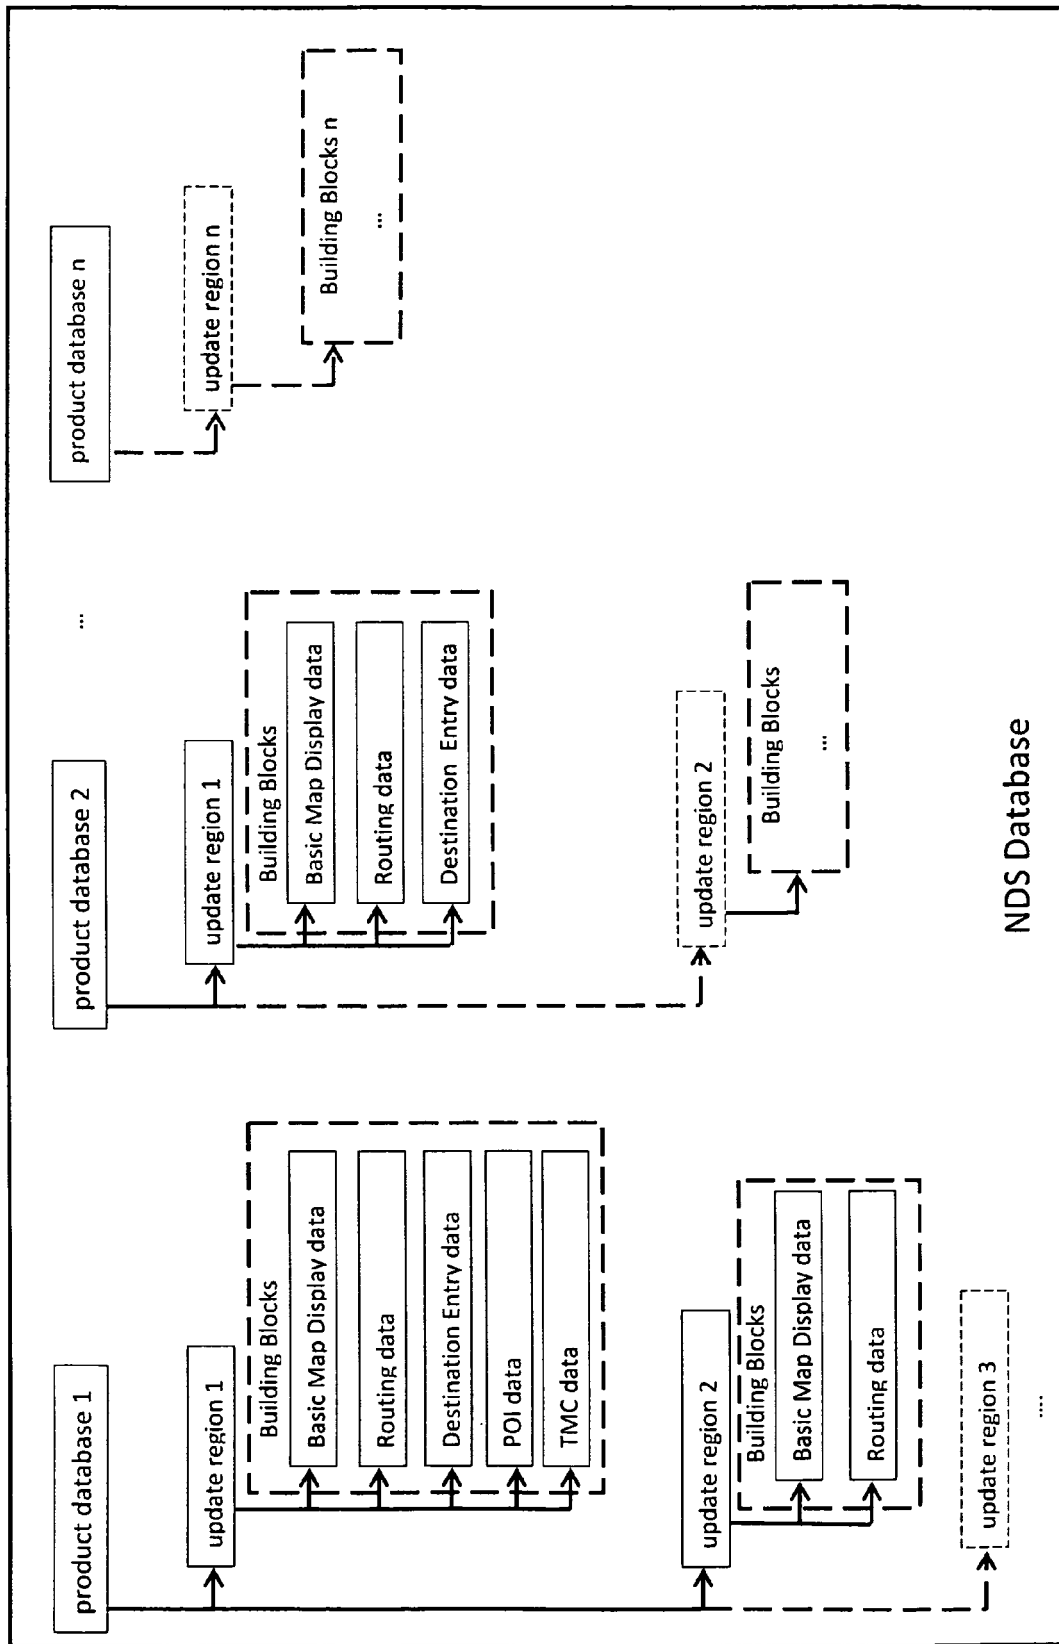 product database 1
update region 1
Building Blocks
Basic Map Display data
Routing data
Destination Entry data
POI data
TMC data
update region 2
Building Blocks
Basic Map Display data
Routing data
update region 3
....
product database 2
update region 1
Building Blocks
Basic Map Display data
Routing data
Destination Entry data
update region 2
Building Blocks
...
...
product database n
update region n
Building Blocks n
...
NDS Database